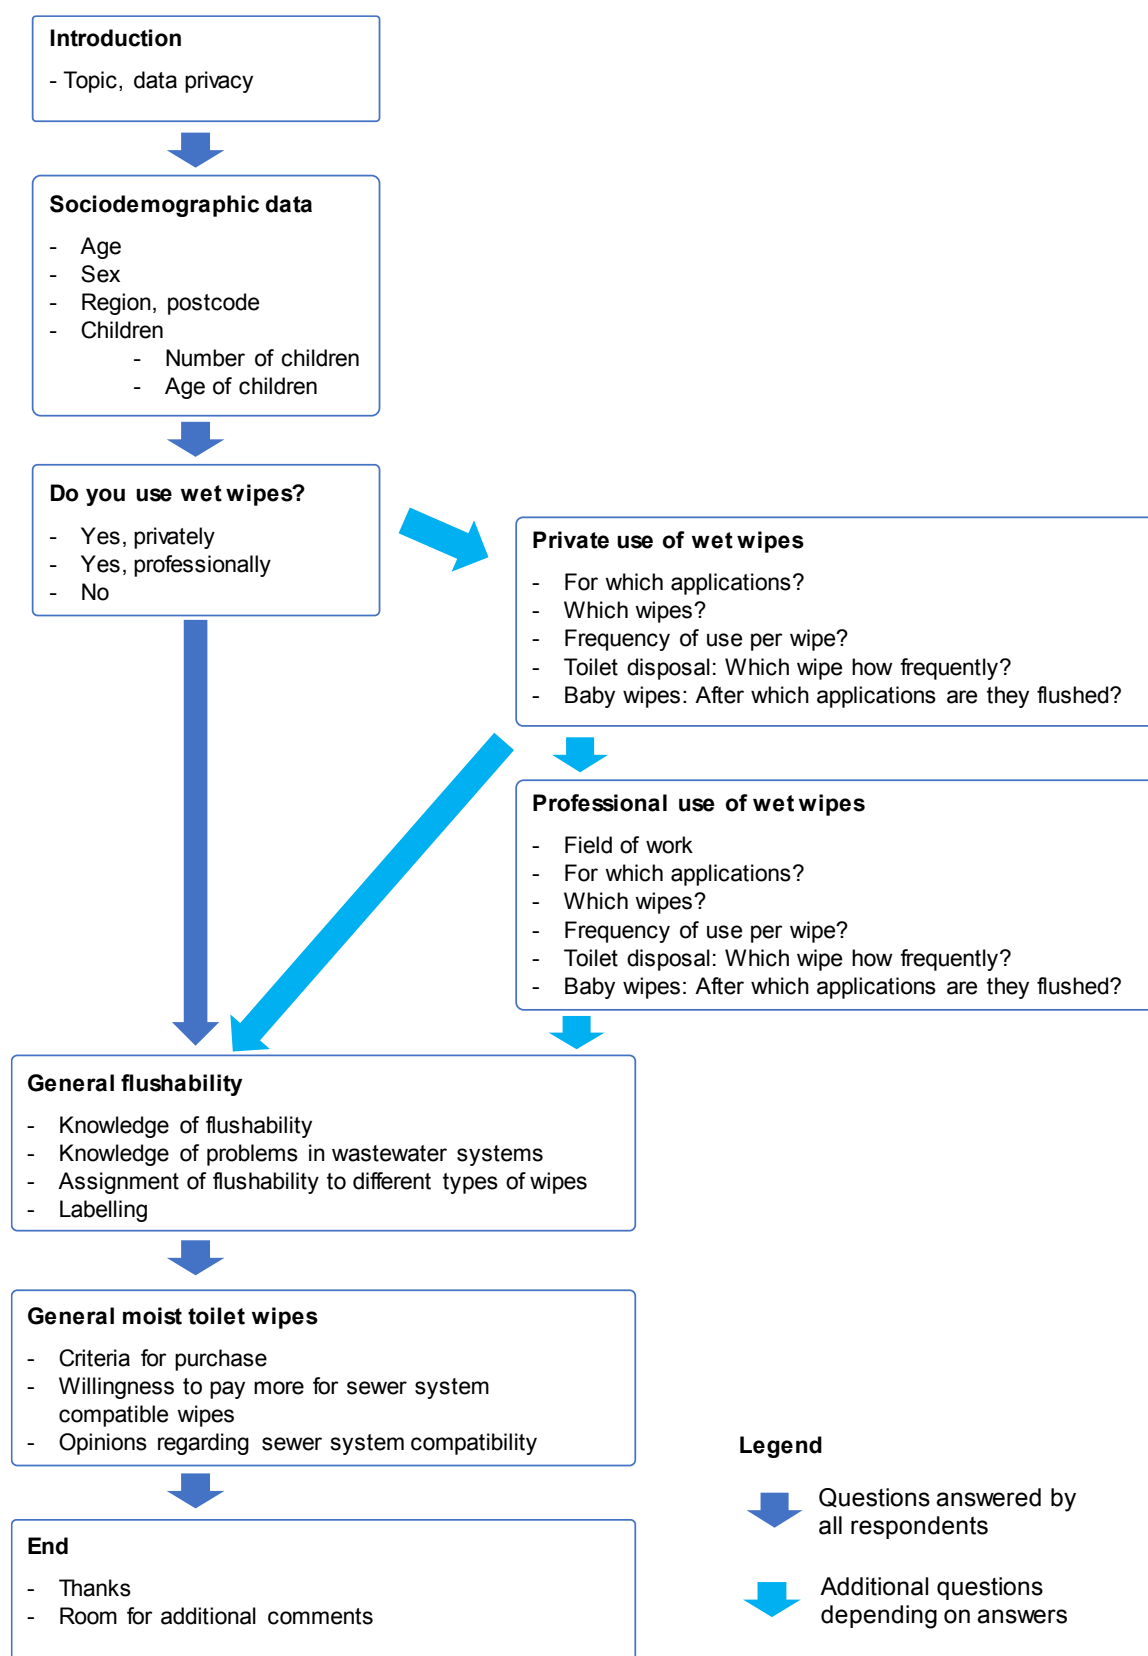 Introduction
- Topic, data privacy
Sociodemographic data
- Age
- Sex
- Region, postcode
- Children
- Number of children
- Age of children
Do you use wet wipes?
- Yes, privately
- Yes, professionally
- No
Private use of wet wipes
- For which applications?
- Which wipes?
- Frequency of use per wipe?
- Toilet disposal: Which wipe how frequently?
- Baby wipes: After which applications are they flushed?
Professional use of wet wipes
- Field of work
- For which applications?
- Which wipes?
- Frequency of use per wipe?
- Toilet disposal: Which wipe how frequently?
- Baby wipes: After which applications are they flushed?
General flushability
- Knowledge of flushability
- Knowledge of problems in wastewater systems
- Assignment of flushability to different types of wipes
- Labelling
General moist toilet wipes
- Criteria for purchase
- Willingness to pay more for sewer system
compatible wipes
- Opinions regarding sewer system compatibility
End
- Thanks
- Room for additional comments
Legend
Questions answered by
all respondents
Additional questions
depending on answers